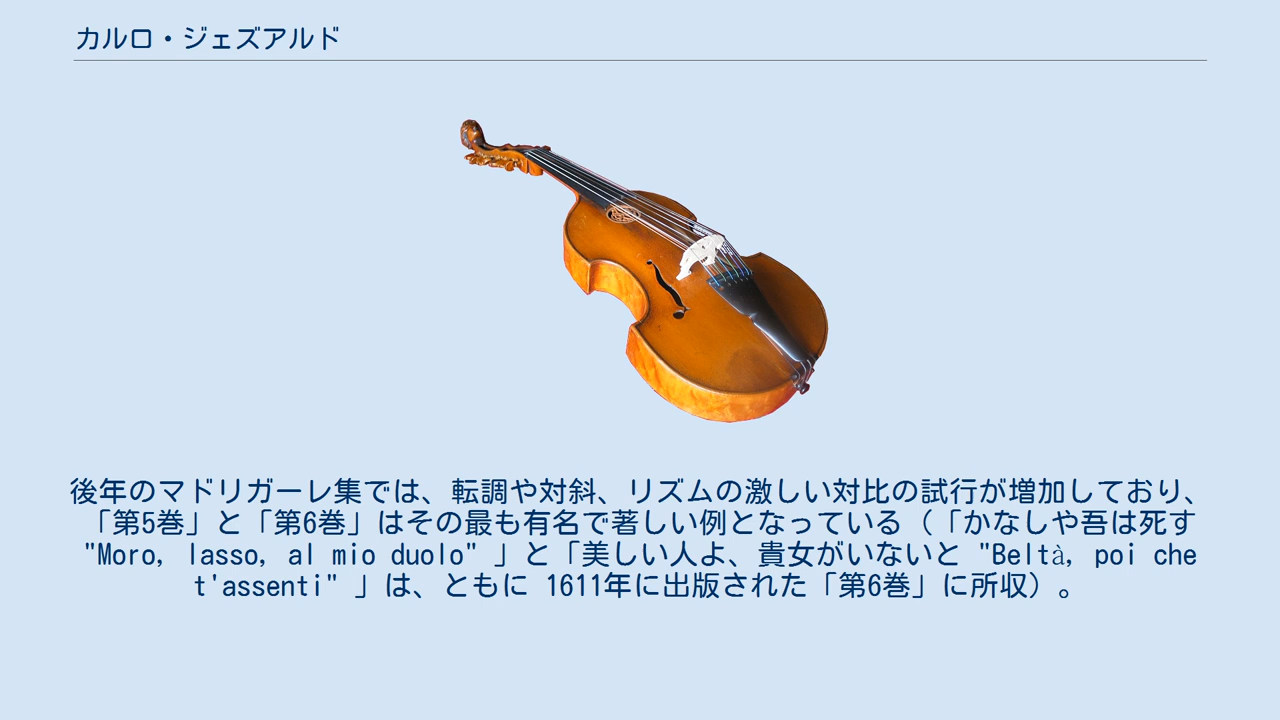 カルロ・ジェズアルド
後年のマドリガーレ集では、転調や対斜、リズムの激しい対比の試行が増加しており、
「第5巻」と「第6巻」はその最も有名で著しい例となっている（「かなしや吾は死す
"Moro, lasso, al mio duolo" 」と「美しい人よ、貴女がいないと "Beltà, poi che
t'assenti" 」は、ともに 1611年に出版された「第6巻」に所収）。